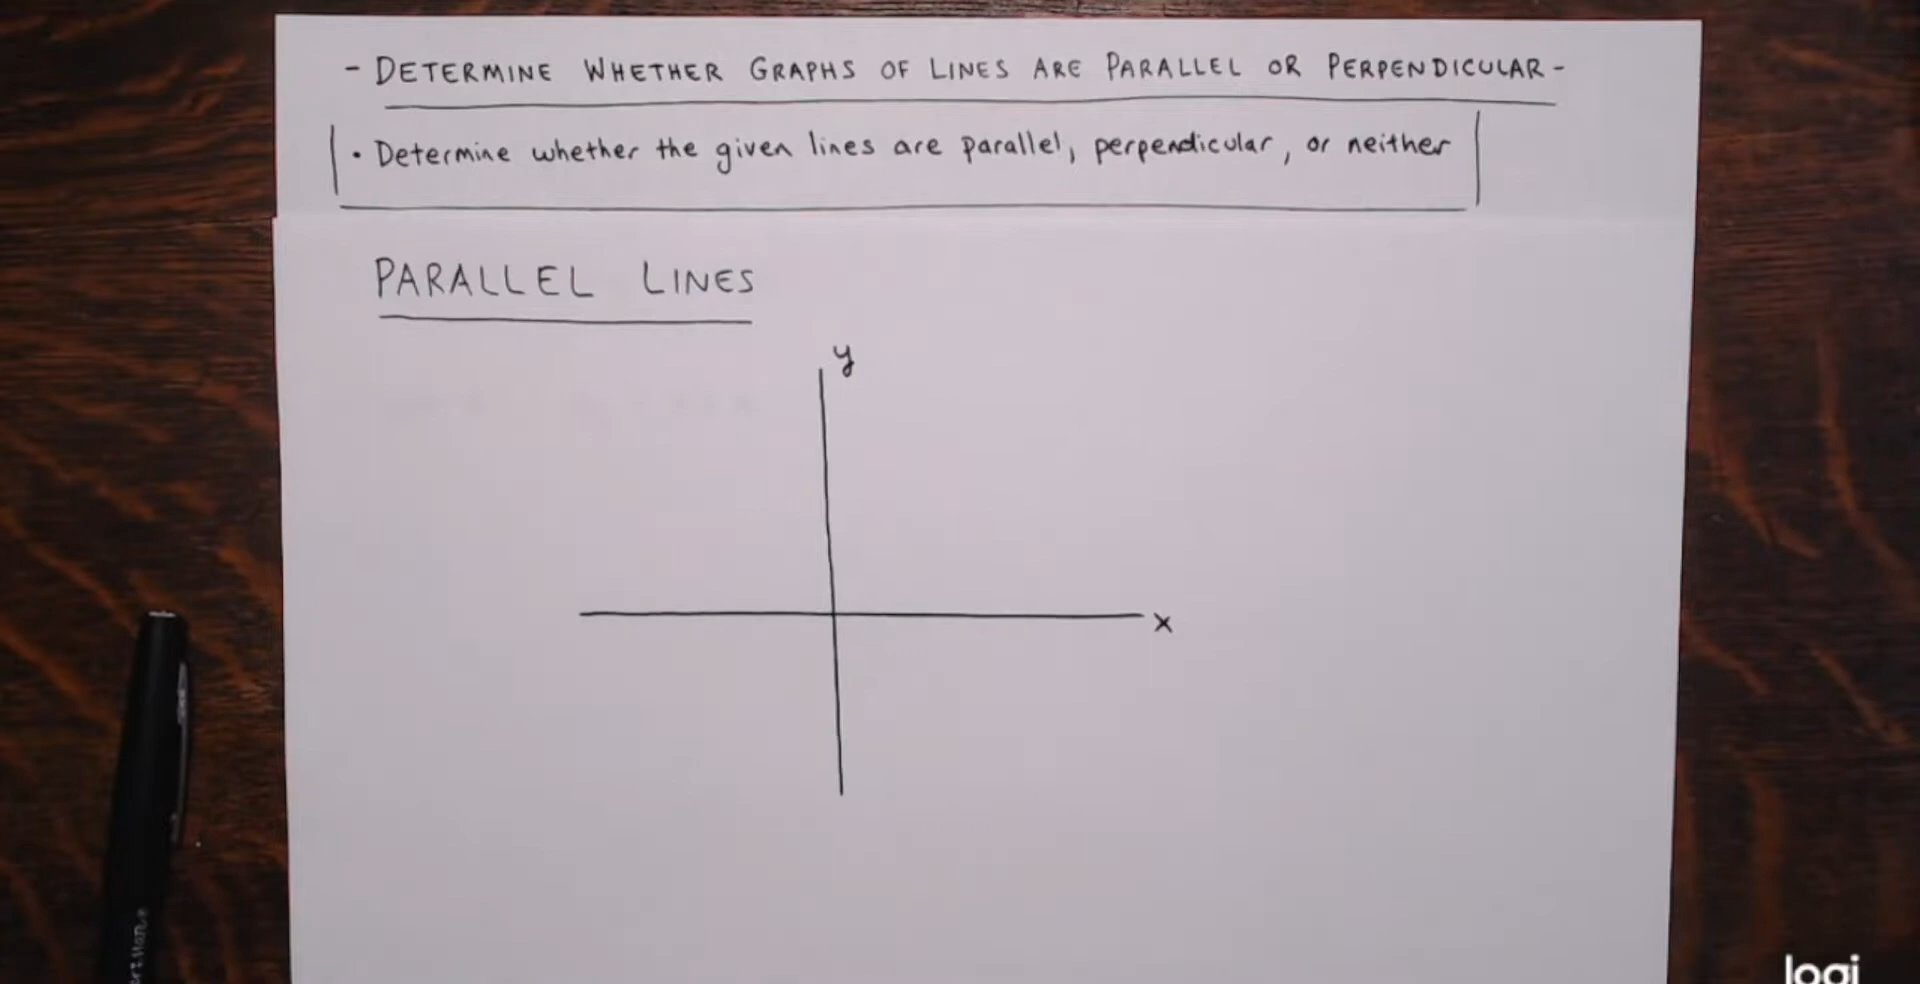 - DETERMINE WHETHER GRAPHS OF LINES ARE PARALLEL OR PERPENDICULAR -
• Determine whether the given lines are parallel, perpendicular, or neither
PARALLEL LINES
y
x
logi